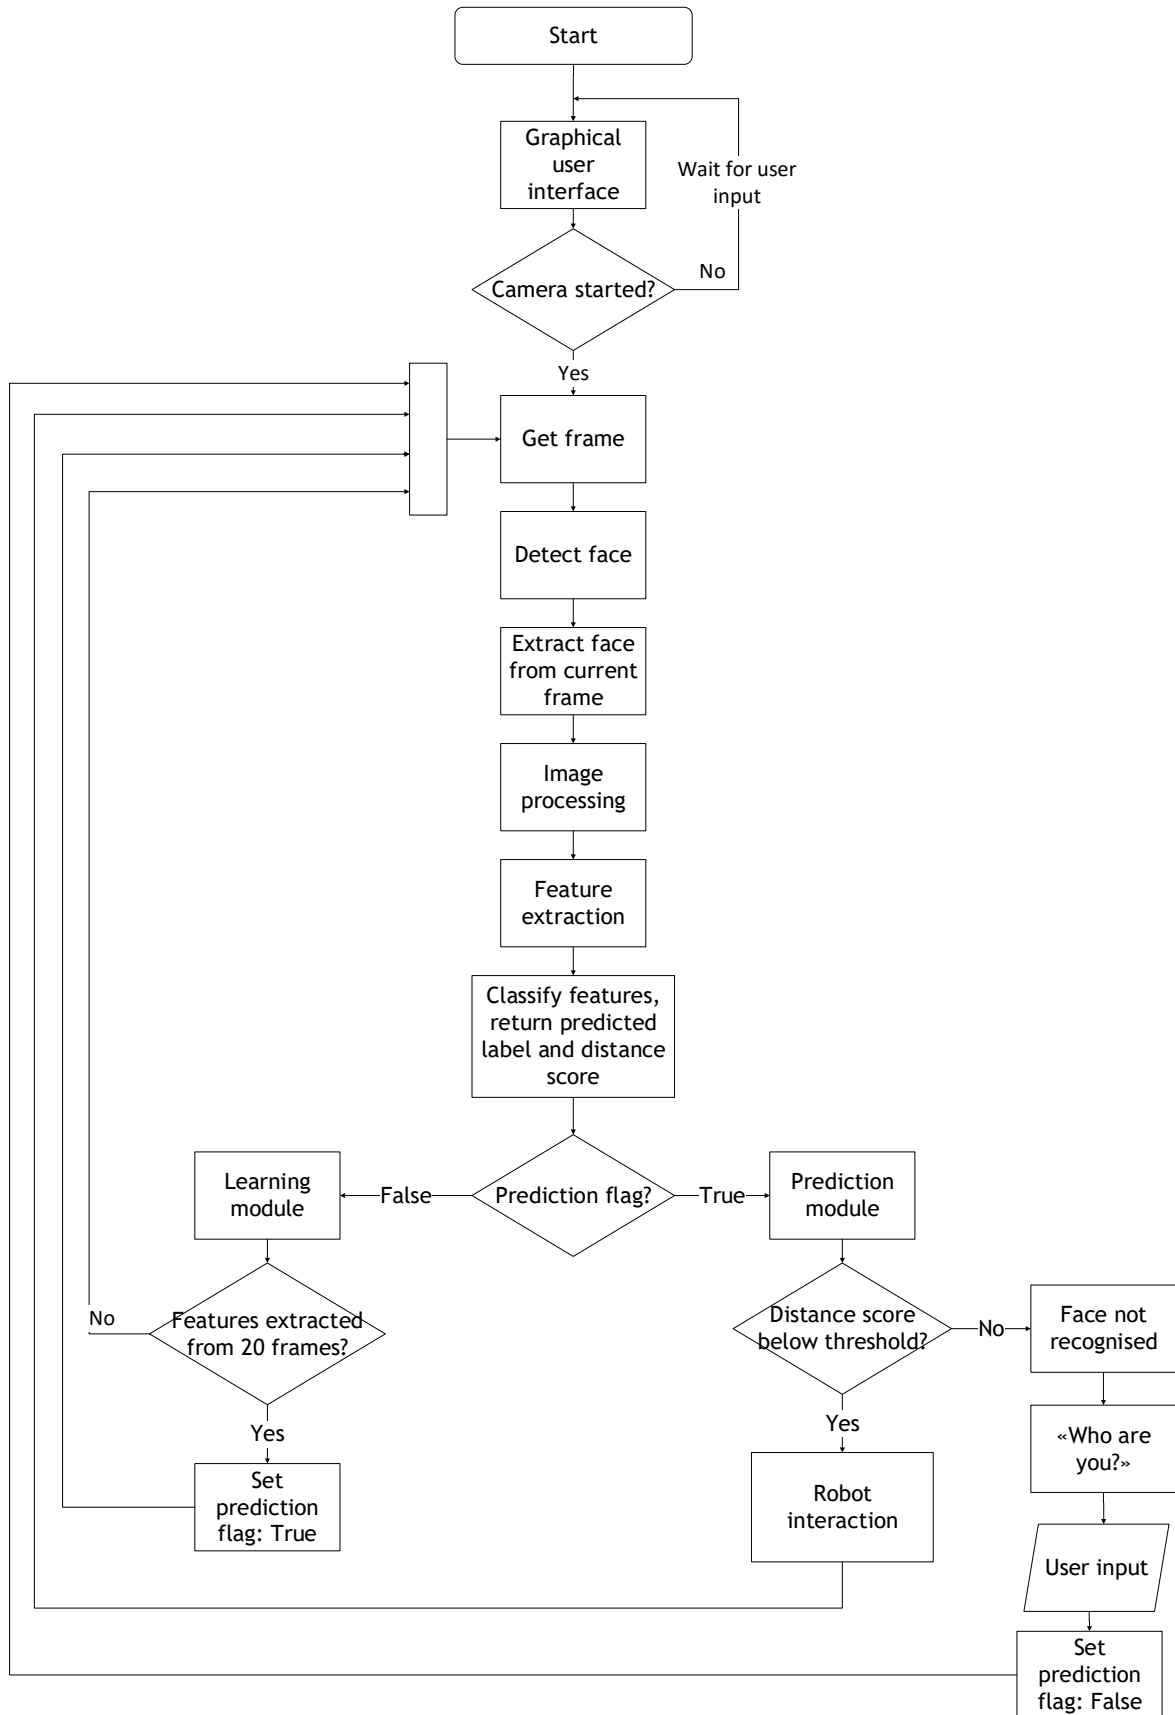 Start
Graphical
user
interface
Wait for user
input
Camera started?
No
Yes
Get frame
Detect face
Extract face
from current
frame
Image
processing
Feature
extraction
Classify features,
return predicted
label and distance
score
Prediction flag?
False
True
Learning
module
Prediction
module
Features extracted
from 20 frames?
No
Yes
Set
prediction
flag: True
Distance score
below threshold?
No
Yes
Robot
interaction
Face not
recognised
«Who are
you?»
User input
Set
prediction
flag: False